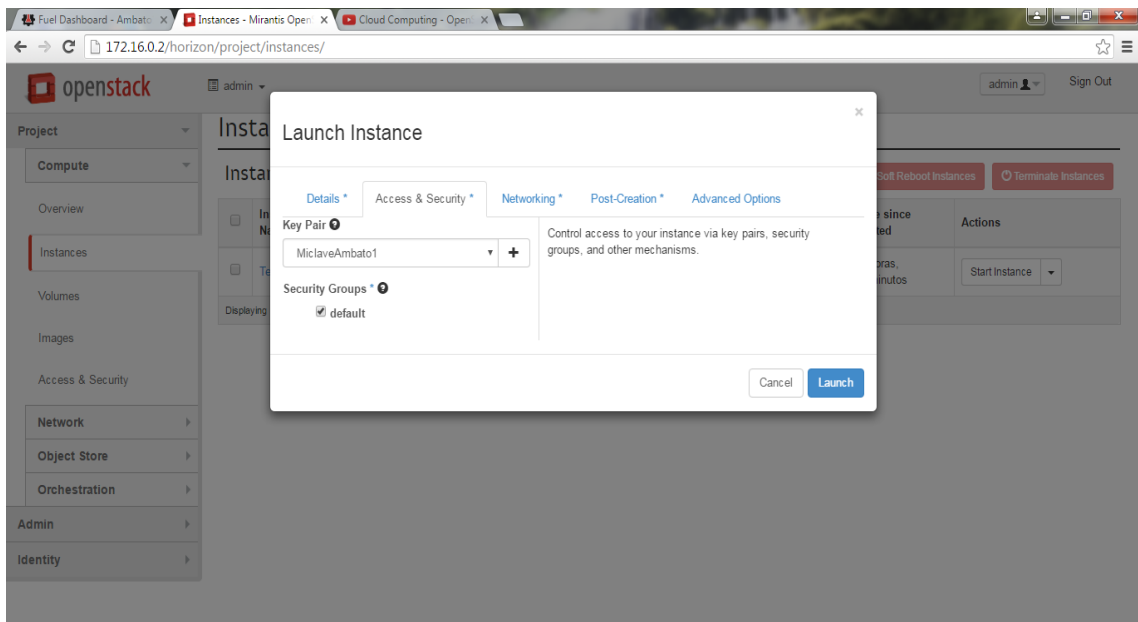 Fuel Dashboard - Ambato
Instances - Mirantis Open
Cloud Computing - Open
172.16.0.2/horizon/project/instances/
openstack
admin
admin
Sign Out
Project
Compute
Overview
Instances
Volumes
Images
Access & Security
Network
Object Store
Orchestration
Admin
Identity
Insta
Instan
Soft Reboot Instances
Terminate Instances
In
Na
e since
ted
Actions
Te
oras,
inutos
Start Instance
Displaying
Launch Instance
×
Details *
Access & Security *
Networking *
Post-Creation *
Advanced Options
Key Pair
MiclaveAmbato1
+
Security Groups *
default
Control access to your instance via key pairs, security
groups, and other mechanisms.
Cancel
Launch